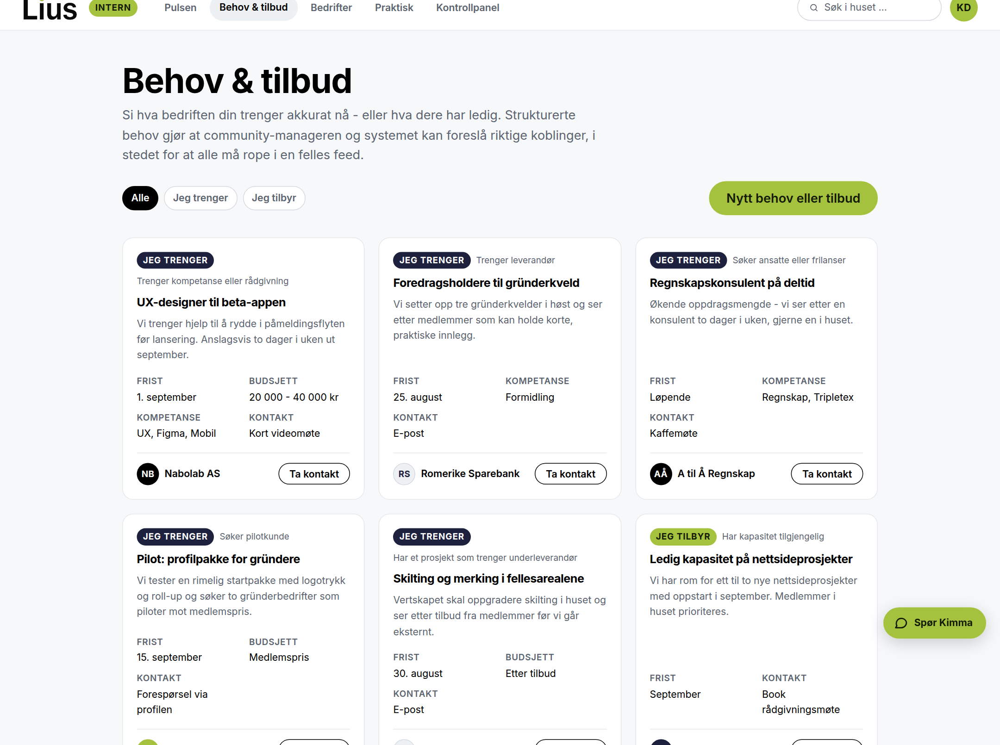 Lius INTERN Pulsen Behov & tilbud Bedrifter Praktisk Kontrollpanel Søk i huset ... KD
Behov & tilbud
Si hva bedriften din trenger akkurat nå - eller hva dere har ledig. Strukturerte
behov gjør at community-manageren og systemet kan foreslå riktige koblinger, i
stedet for at alle må rope i en felles feed.
Alle Jeg trenger Jeg tilbyr Nytt behov eller tilbud
JEG TRENGER
Trenger kompetanse eller rådgivning
UX-designer til beta-appen
Vi trenger hjelp til å rydde i påmeldingsflyten
før lansering. Anslagsvis to dager i uken ut
september.
FRIST BUDSJETT
1. september 20 000 - 40 000 kr
KOMPETANSE KONTAKT
UX, Figma, Mobil Kort videomøte
NB Nabolab AS Ta kontakt
JEG TRENGER Trenger leverandør
Foredragsholdere til gründerkveld
Vi setter opp tre gründerkvelder i høst og ser
etter medlemmer som kan holde korte,
praktiske innlegg.
FRIST KOMPETANSE
25. august Formidling
KONTAKT
E-post
RS Romerike Sparebank Ta kontakt
JEG TRENGER Søker ansatte eller frilanser
Regnskapskonsulent på deltid
Økende oppdragsmengde - vi ser etter en
konsulent to dager i uken, gjerne en i huset.
FRIST KOMPETANSE
Løpende Regnskap, Tripletex
KONTAKT
Kaffemøte
AÅ A til Å Regnskap Ta kontakt
JEG TRENGER Søker pilotkunde
Pilot: profilpakke for gründere
Vi tester en rimelig startpakke med logotrykk
og roll-up og søker to gründerbedrifter som
piloter mot medlemspris.
FRIST BUDSJETT
15. september Medlemspris
KONTAKT
Forespørsel via
profilen
JEG TRENGER
Har et prosjekt som trenger underleverandør
Skilting og merking i fellesarealene
Vertskapet skal oppgradere skilting i huset og
ser etter tilbud fra medlemmer før vi går
eksternt.
FRIST BUDSJETT
30. august Etter tilbud
KONTAKT
E-post
JEG TILBYR Har kapasitet tilgjengelig
Ledig kapasitet på nettsideprosjekter
Vi har rom for ett til to nye nettsideprosjekter
med oppstart i september. Medlemmer i
huset prioriteres.
FRIST KONTAKT
September Book
rådgivningsmøte
Spør Kimma